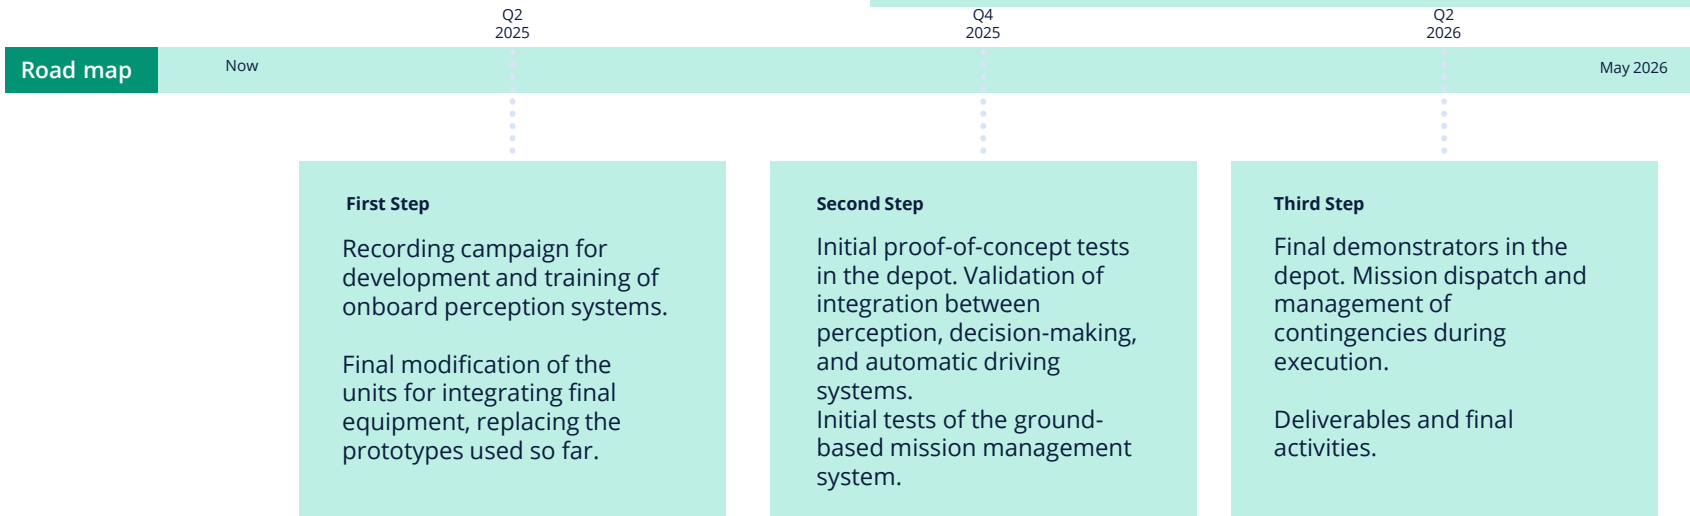 Q2
2025
Q4
2025
Q2
2026
Road map
Now
May 2026
First Step
Recording campaign for
development and training of
onboard perception systems.
Final modification of the
units for integrating final
equipment, replacing the
prototypes used so far.
Second Step
Initial proof-of-concept tests
in the depot. Validation of
integration between
perception, decision-making,
and automatic driving
systems.
Initial tests of the ground-
based mission management
system.
Third Step
Final demonstrators in the
depot. Mission dispatch and
management of
contingencies during
execution.
Deliverables and final
activities.